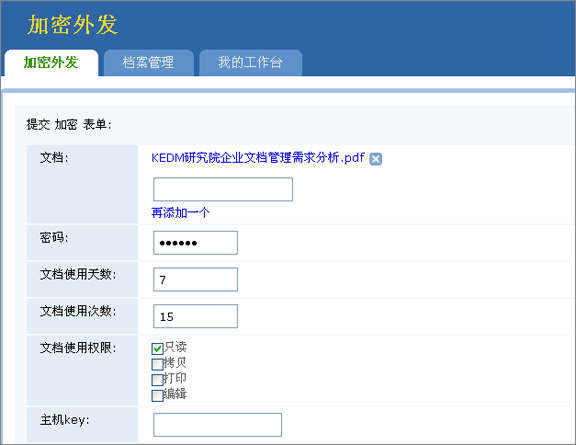 加密外发
加密外发 档案管理 我的工作台
提交 加密 表单:
文档: KEDM研究院企业文档管理需求分析.pdf
再添加一个
密码: ●●●●●●
文档使用天数: 7
文档使用次数: 15
文档使用权限: 只读
拷贝
打印
编辑
主机key: